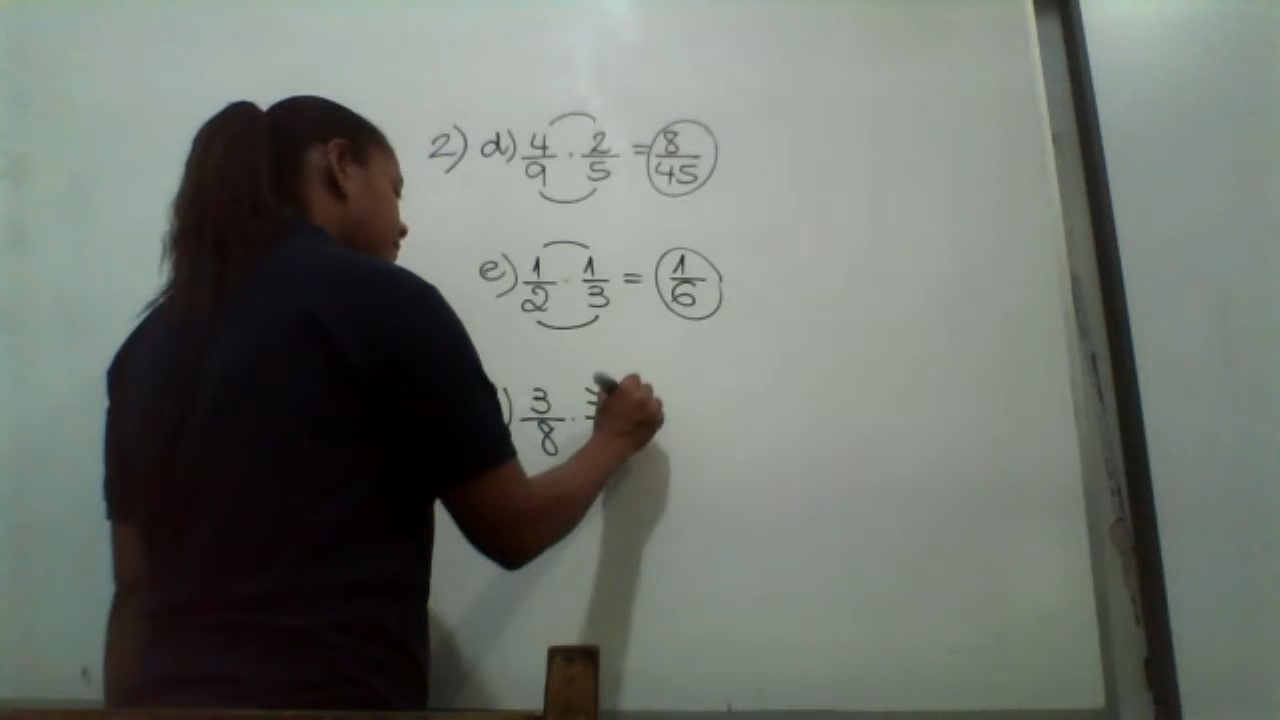 2) d) 4/9 · 2/5 = 8/45
e) 1/2 · 1/3 = 1/6
) 3/8 ·